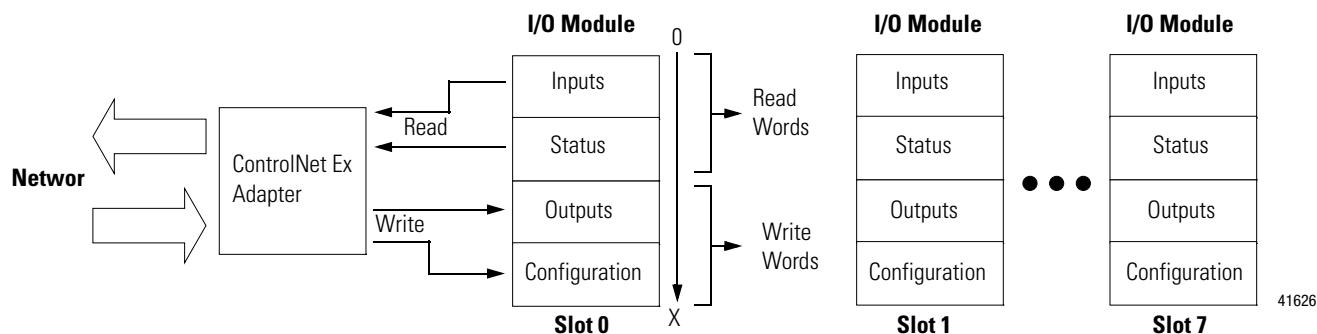 I/O Module
0
I/O Module
I/O Module
Inputs
Inputs
Inputs
Read
Words
Read
ControlNet Ex
Adapter
Status
Status
Status
Networ
Outputs
Outputs
Outputs
Write
Write
Words
Configuration
Configuration
Configuration
X
Slot 0
Slot 1
Slot 7
41626